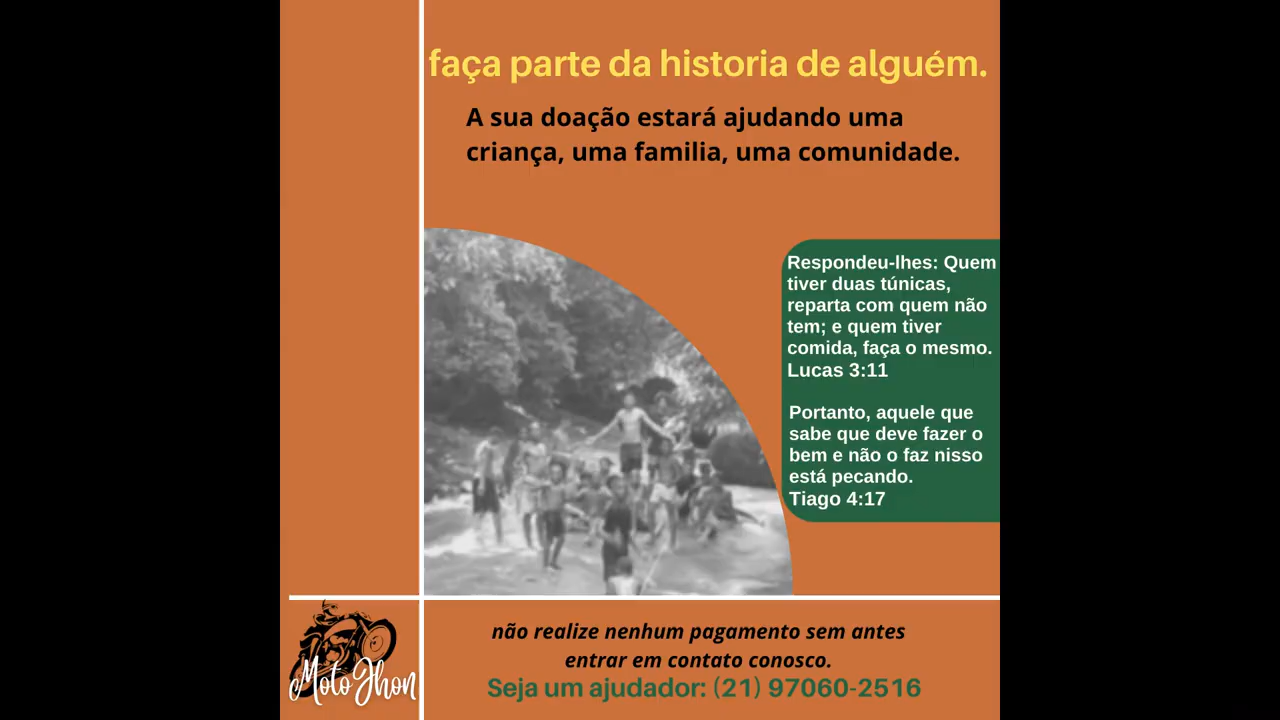 faça parte da historia de alguém.
A sua doação estará ajudando uma
criança, uma familia, uma comunidade.
Respondeu-lhes: Quem
tiver duas túnicas,
reparta com quem não
tem; e quem tiver
comida, faça o mesmo.
Lucas 3:11
Portanto, aquele que
sabe que deve fazer o
bem e não o faz nisso
está pecando.
Tiago 4:17
não realize nenhum pagamento sem antes
entrar em contato conosco.
Seja um ajudador: (21) 97060-2516
Moto Jhon